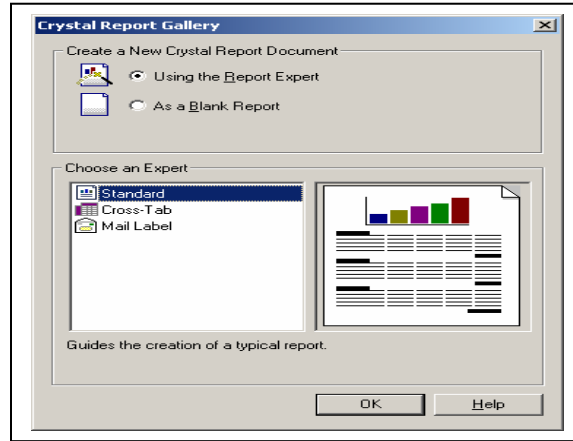 Crystal Report Gallery
Create a New Crystal Report Document
Using the Report Expert
As a Blank Report
Choose an Expert
Standard
Cross-Tab
Mail Label
Guides the creation of a typical report.
OK
Help